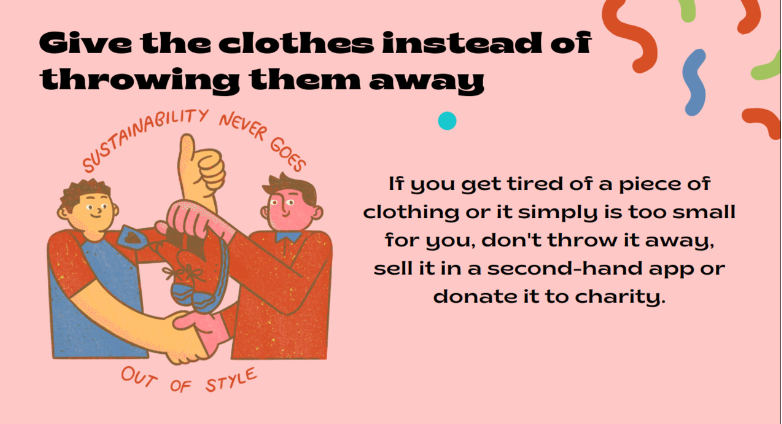 Give the clothes instead of
throwing them away
SUSTAINABILITY NEVER GOES
OUT OF STYLE
If you get tired of a piece of
clothing or it simply is too small
for you, don't throw it away,
sell it in a second-hand app or
donate it to charity.